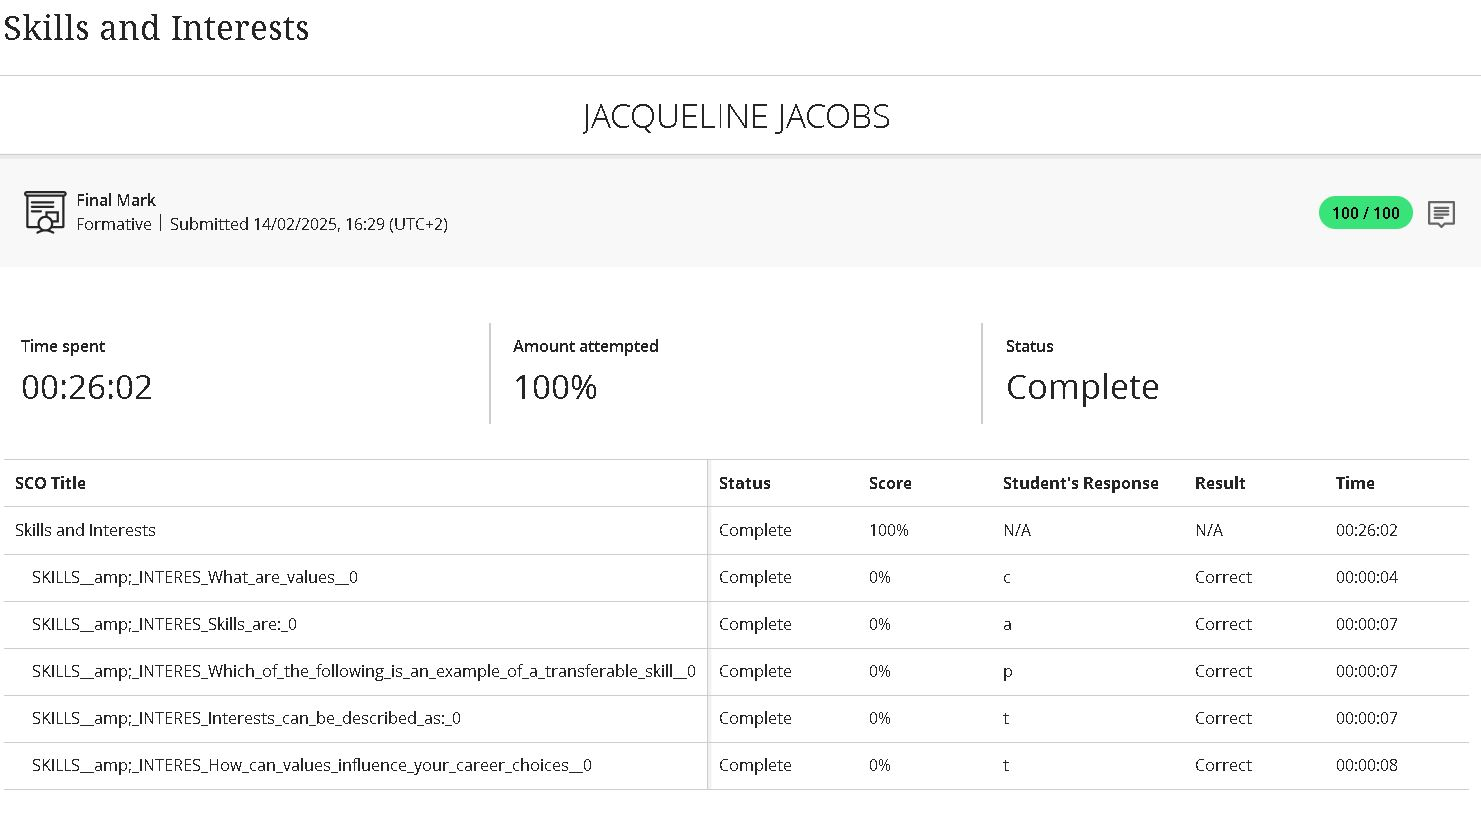 Skills and Interests
JACQUELINE JACOBS
Final Mark
Formative | Submitted 14/02/2025, 16:29 (UTC+2)
100 / 100
Time spent
00:26:02
Amount attempted
100%
Status
Complete
SCO Title Status Score Student's Response Result Time
Skills and Interests Complete 100% N/A N/A 00:26:02
SKILLS__amp;_INTERES_What_are_values__0 Complete 0% c Correct 00:00:04
SKILLS__amp;_INTERES_Skills_are:_0 Complete 0% a Correct 00:00:07
SKILLS__amp;_INTERES_Which_of_the_following_is_an_example_of_a_transferable_skill__0 Complete 0% p Correct 00:00:07
SKILLS__amp;_INTERES_Interests_can_be_described_as:_0 Complete 0% t Correct 00:00:07
SKILLS__amp;_INTERES_How_can_values_influence_your_career_choices__0 Complete 0% t Correct 00:00:08